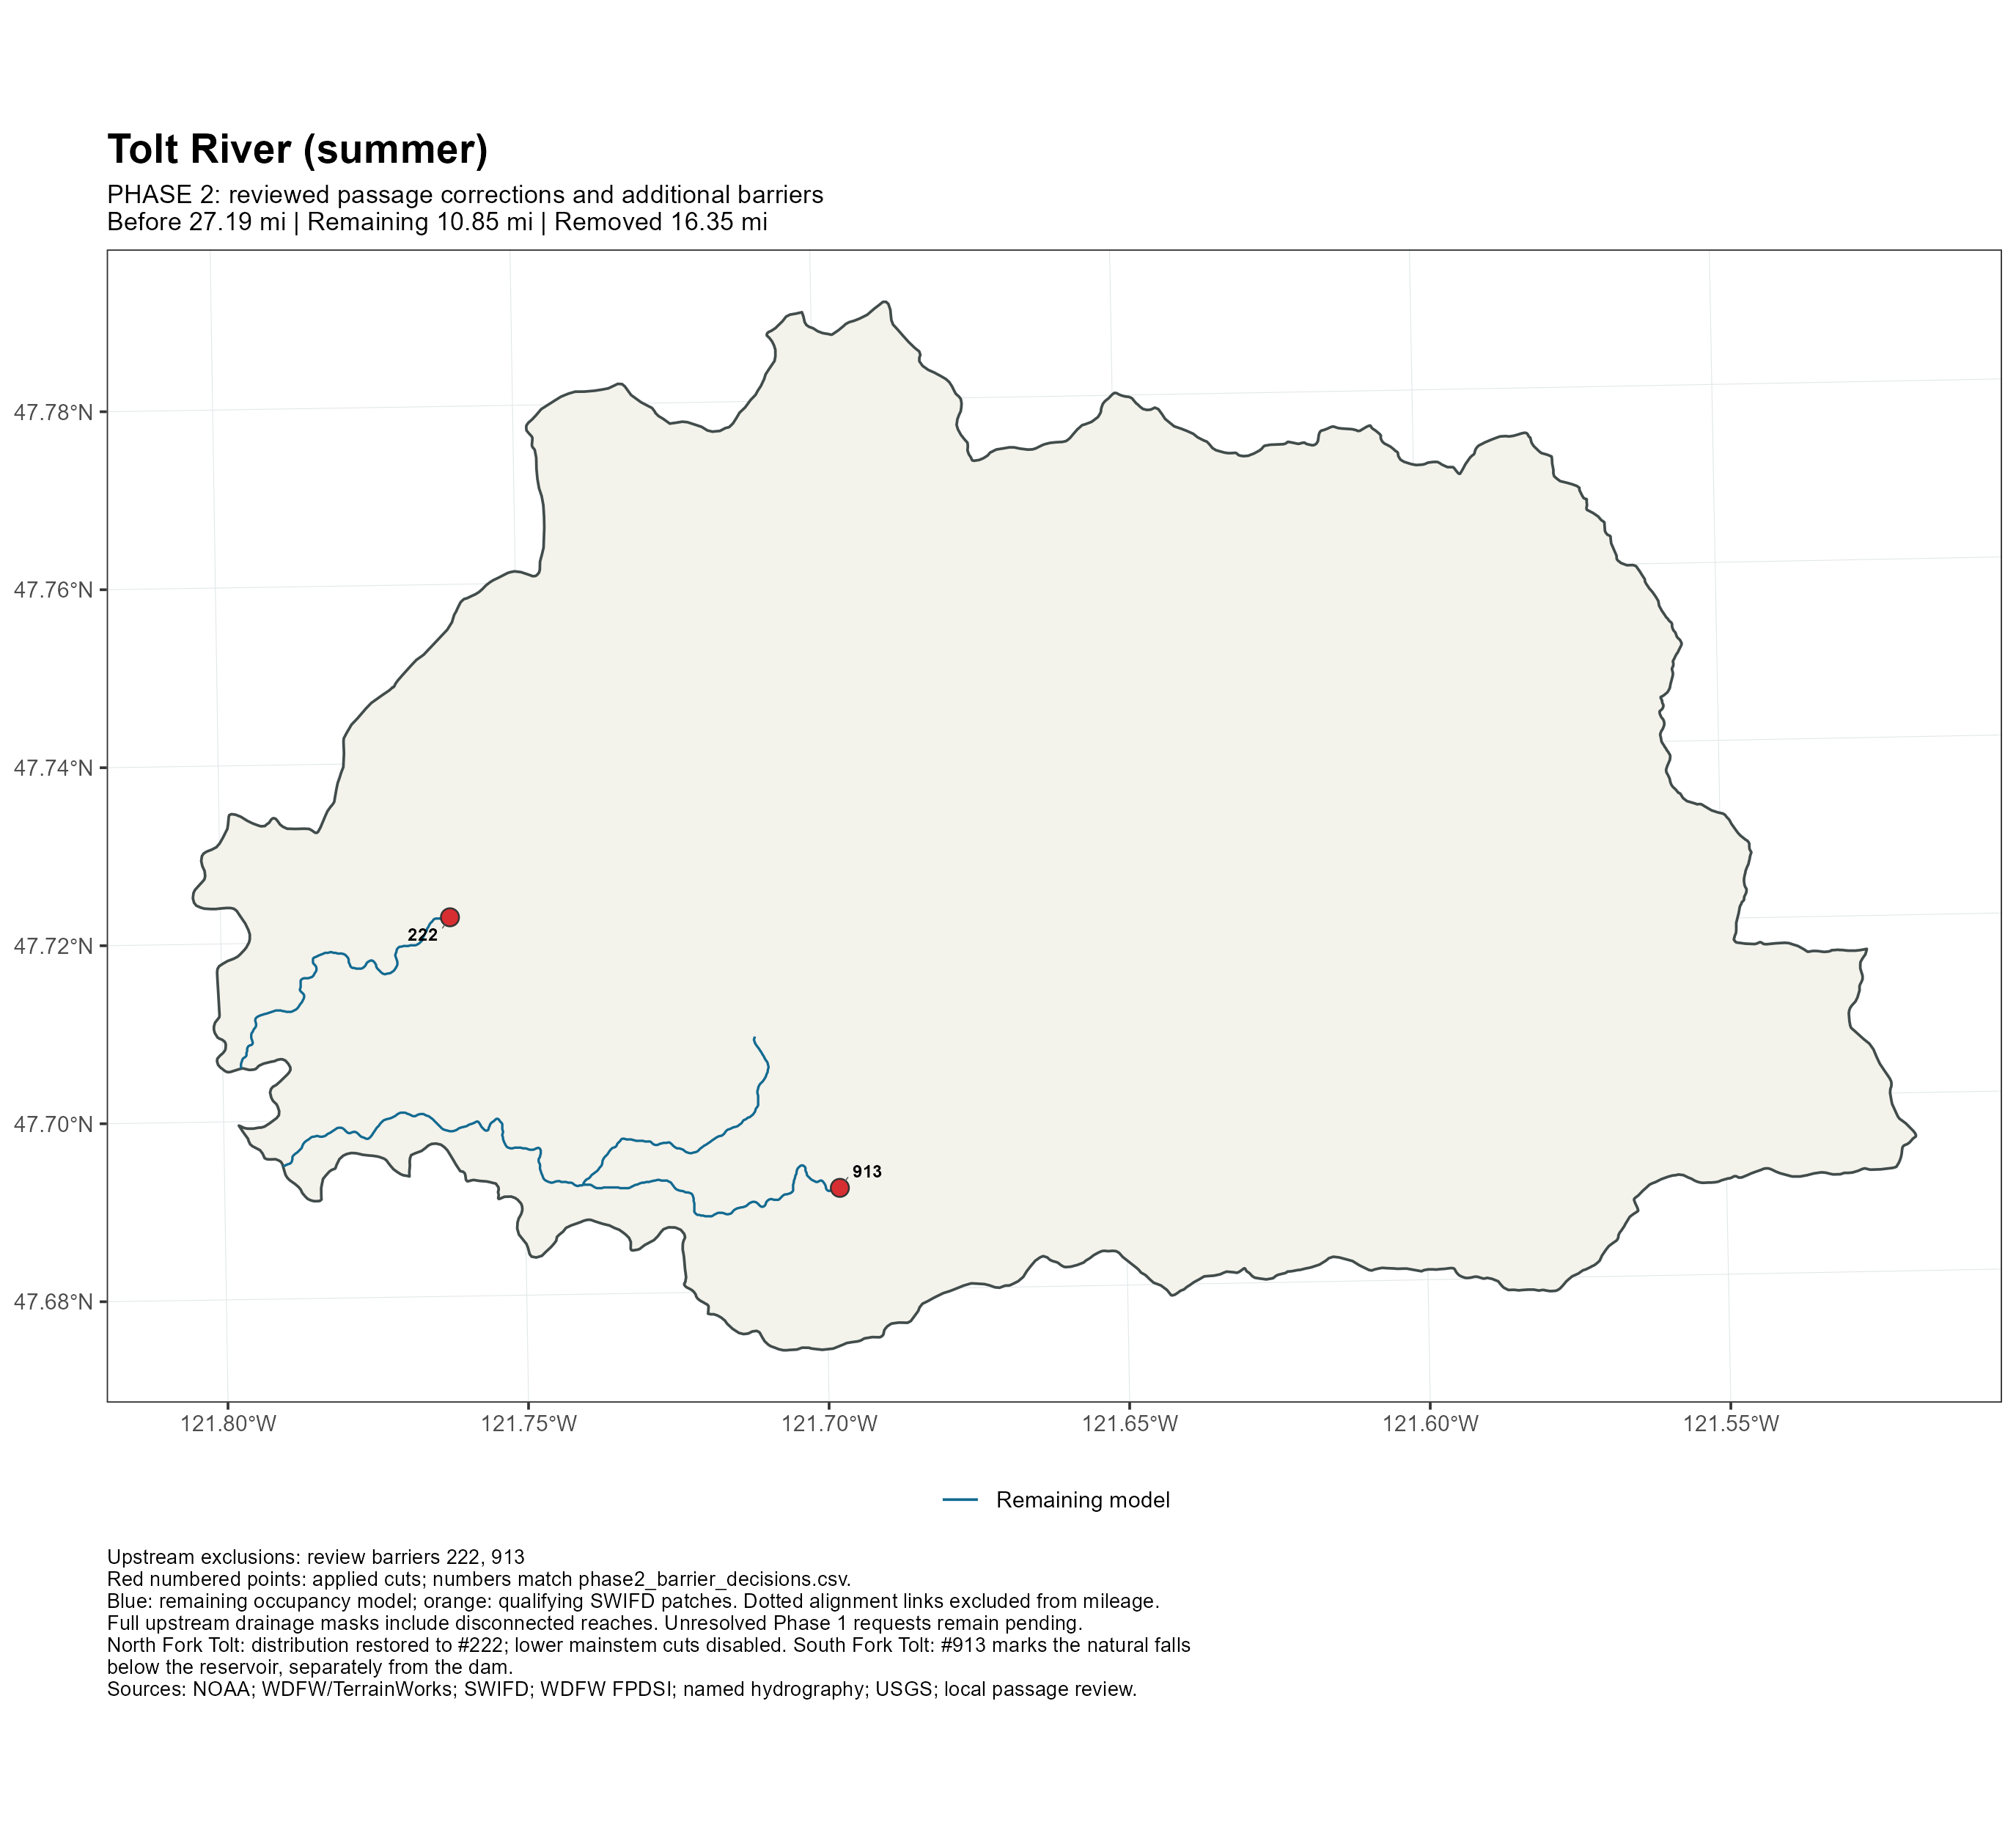 Tolt River (summer)
PHASE 2: reviewed passage corrections and additional barriers
Before 27.19 mi | Remaining 10.85 mi | Removed 16.35 mi
47.78°N
47.76°N
47.74°N
47.72°N
47.70°N
47.68°N
222
913
121.80°W
121.75°W
121.70°W
121.65°W
121.60°W
121.55°W
Remaining model
Upstream exclusions: review barriers 222, 913
Red numbered points: applied cuts; numbers match phase2_barrier_decisions.csv.
Blue: remaining occupancy model; orange: qualifying SWIFD patches. Dotted alignment links excluded from mileage.
Full upstream drainage masks include disconnected reaches. Unresolved Phase 1 requests remain pending.
North Fork Tolt: distribution restored to #222; lower mainstem cuts disabled. South Fork Tolt: #913 marks the natural falls
below the reservoir, separately from the dam.
Sources: NOAA; WDFW/TerrainWorks; SWIFD; WDFW FPDSI; named hydrography; USGS; local passage review.